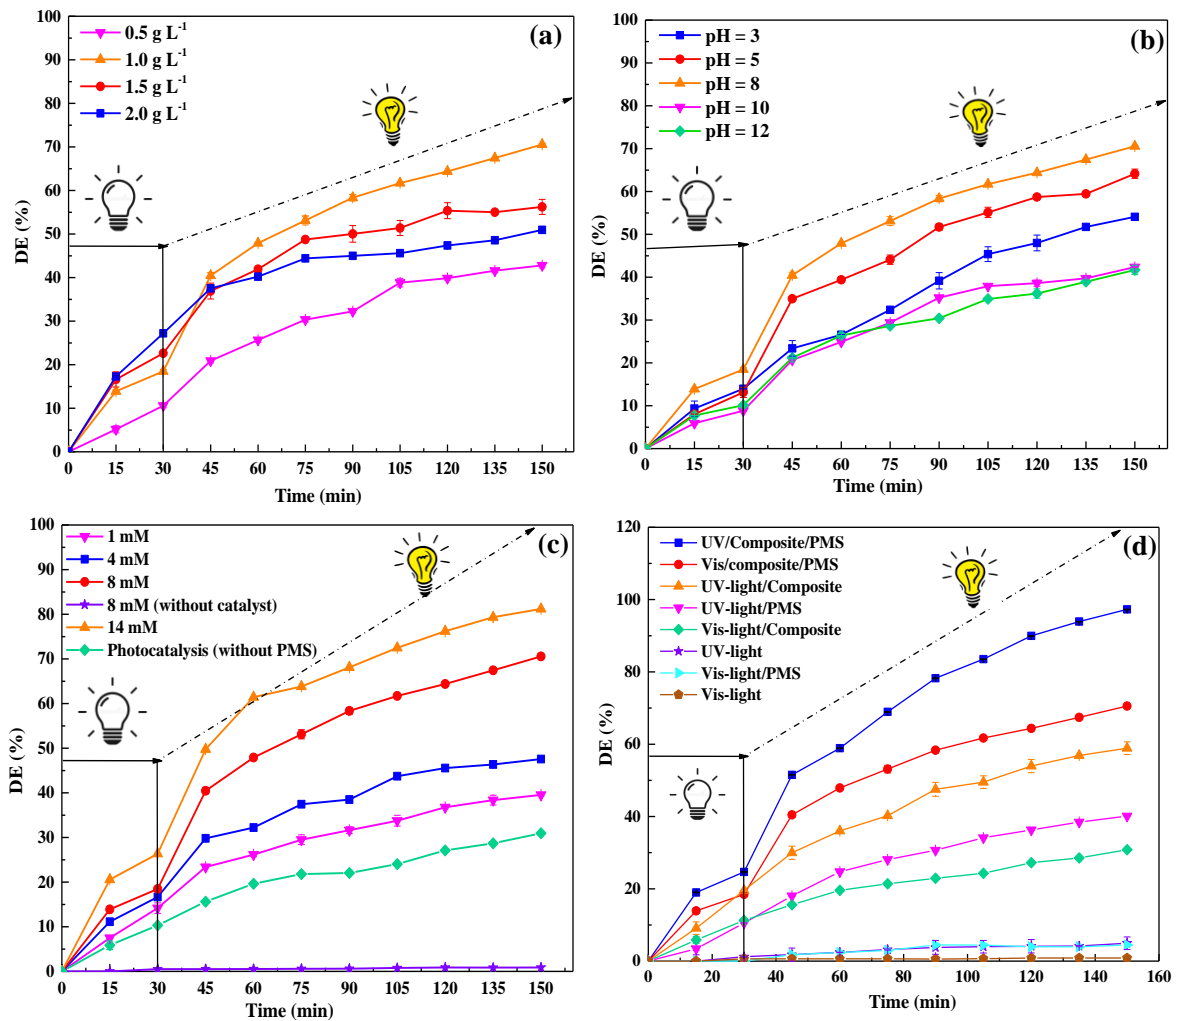 (a)
0.5 g L-1
1.0 g L-1
1.5 g L-1
2.0 g L-1
DE (%)
100
90
80
70
60
50
40
30
20
10
0
0 15 30 45 60 75 90 105 120 135 150
Time (min)
(b)
pH = 3
pH = 5
pH = 8
pH = 10
pH = 12
DE (%)
100
90
80
70
60
50
40
30
20
10
0
0 15 30 45 60 75 90 105 120 135 150
Time (min)
(c)
1 mM
4 mM
8 mM
8 mM (without catalyst)
14 mM
Photocatalysis (without PMS)
DE (%)
100
90
80
70
60
50
40
30
20
10
0
0 15 30 45 60 75 90 105 120 135 150
Time (min)
(d)
UV/Composite/PMS
Vis/composite/PMS
UV-light/Composite
UV-light/PMS
Vis-light/Composite
UV-light
Vis-light/PMS
Vis-light
DE (%)
120
100
80
60
40
20
0
0 20 40 60 80 100 120 140 160
Time (min)